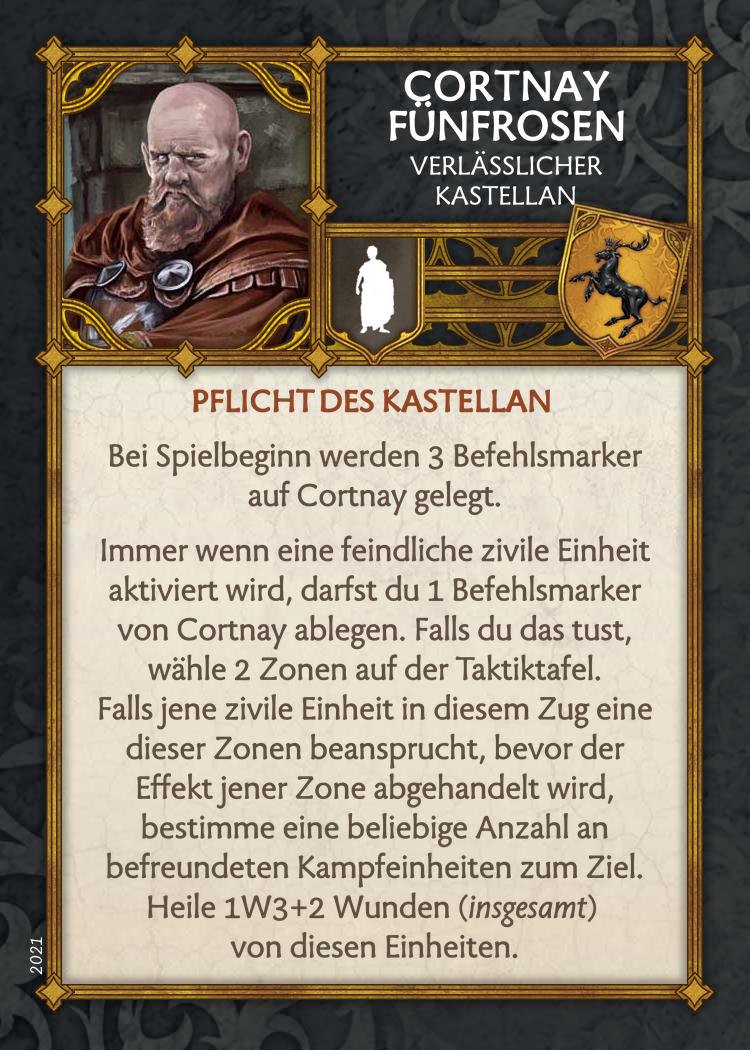 CORTNAY
FÜNFROSEN
VERLÄSSLICHER
KASTELLAN
PFLICHT DES KASTELLAN
Bei Spielbeginn werden 3 Befehlsmarker
auf Cortnay gelegt.
Immer wenn eine feindliche zivile Einheit
aktiviert wird, darfst du 1 Befehlsmarker
von Cortnay ablegen. Falls du das tust,
wähle 2 Zonen auf der Taktiktafel.
Falls jene zivile Einheit in diesem Zug eine
dieser Zonen beansprucht, bevor der
Effekt jener Zone abgehandelt wird,
bestimme eine beliebige Anzahl an
befreundeten Kampfeinheiten zum Ziel.
Heile 1W3+2 Wunden (insgesamt)
von diesen Einheiten.
2021